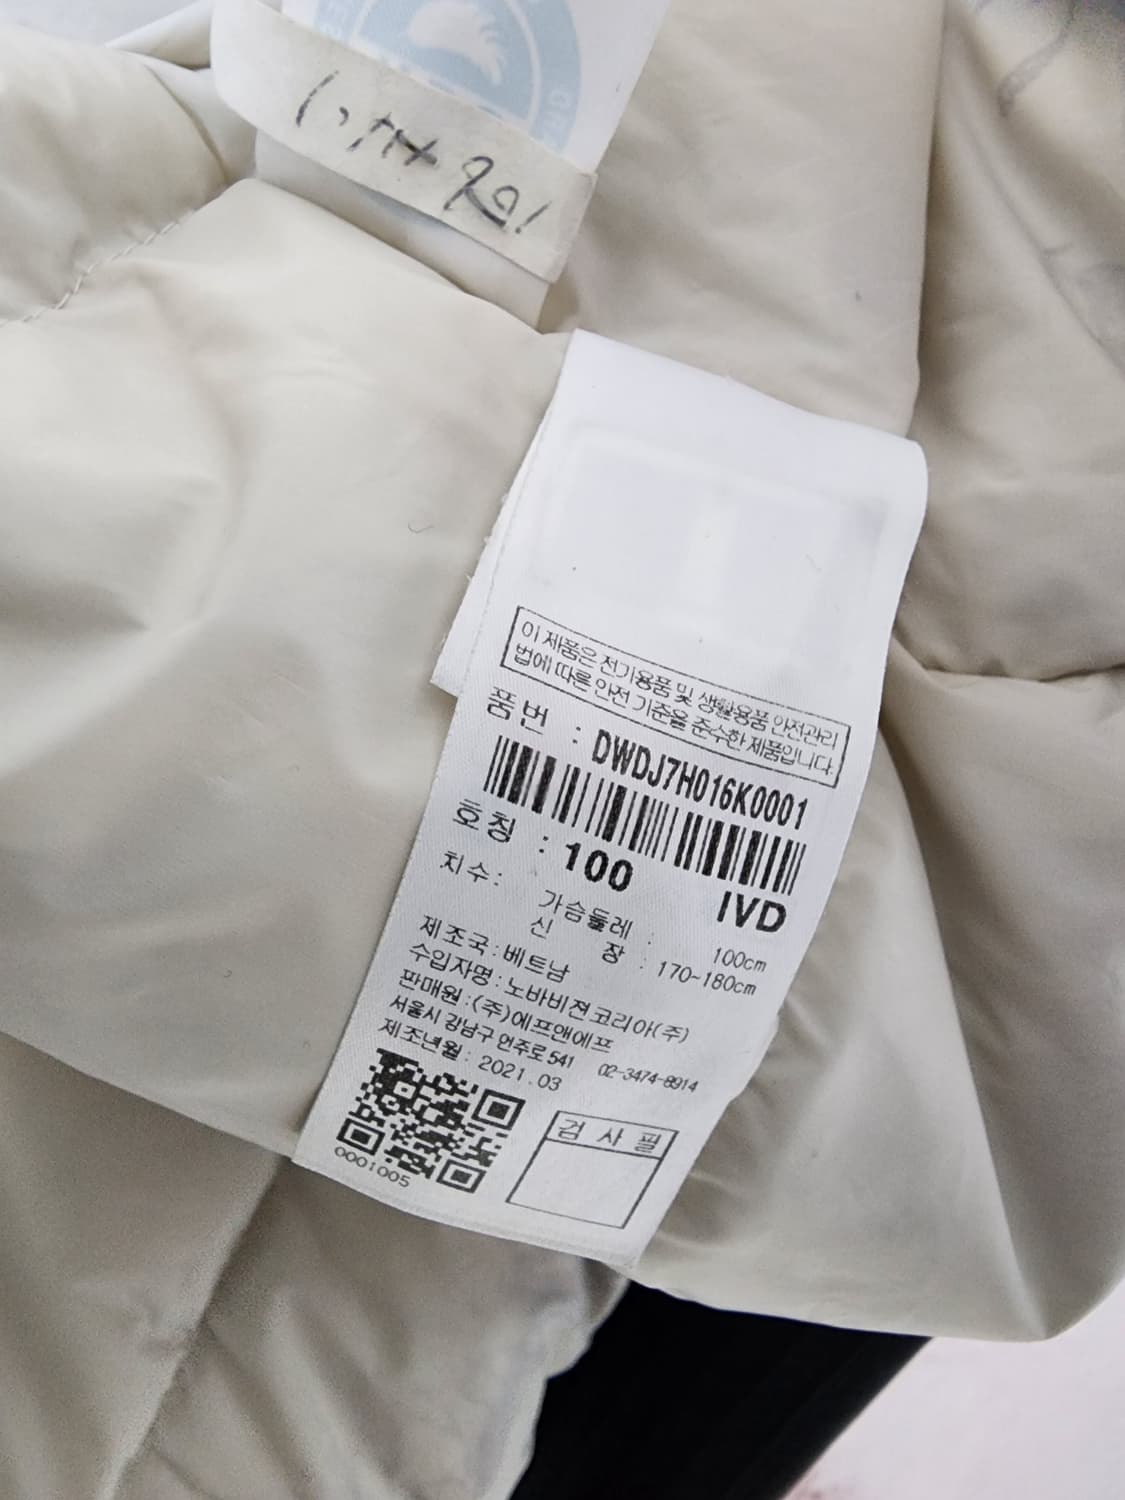 이 제품은 전기용품 및 생활용품 안전관리
법에 따른 안전 기준을 준수한 제품입니다.
품번 : DWDJ7H016K0001
호칭 : 100 IVD
치수 :
가슴둘레 : 100cm
신 장 : 170~180cm
제조국 : 베트남
수입자명 : 노바비젼코리아(주)
판매원 : (주)에프앤에프
서울시 강남구 언주로 541 02-3474-8914
제조년월 : 2021.03
0001005
검 사 필